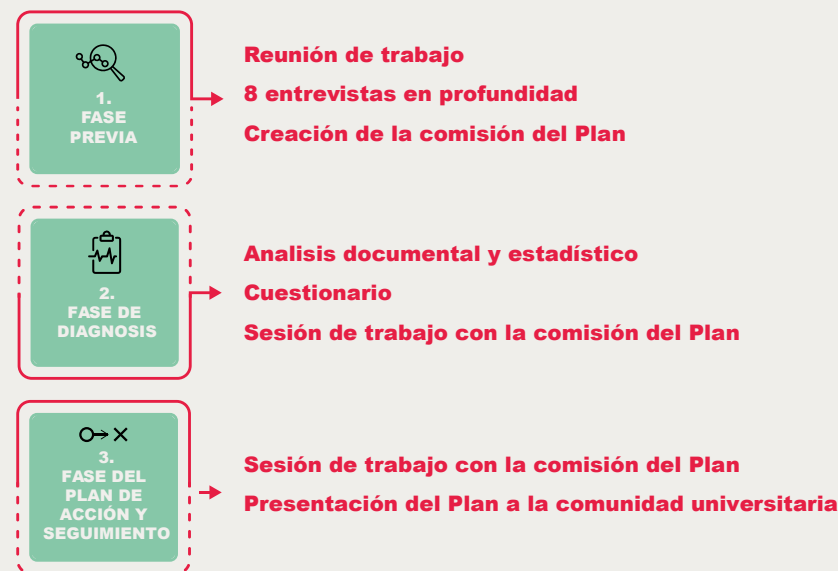 1.
FASE
PREVIA
Reunión de trabajo
8 entrevistas en profundidad
Creación de la comisión del Plan
2.
FASE DE
DIAGNOSIS
Analisis documental y estadístico
Cuestionario
Sesión de trabajo con la comisión del Plan
3.
FASE DEL
PLAN DE
ACCIÓN Y
SEGUIMIENTO
Sesión de trabajo con la comisión del Plan
Presentación del Plan a la comunidad universitaria